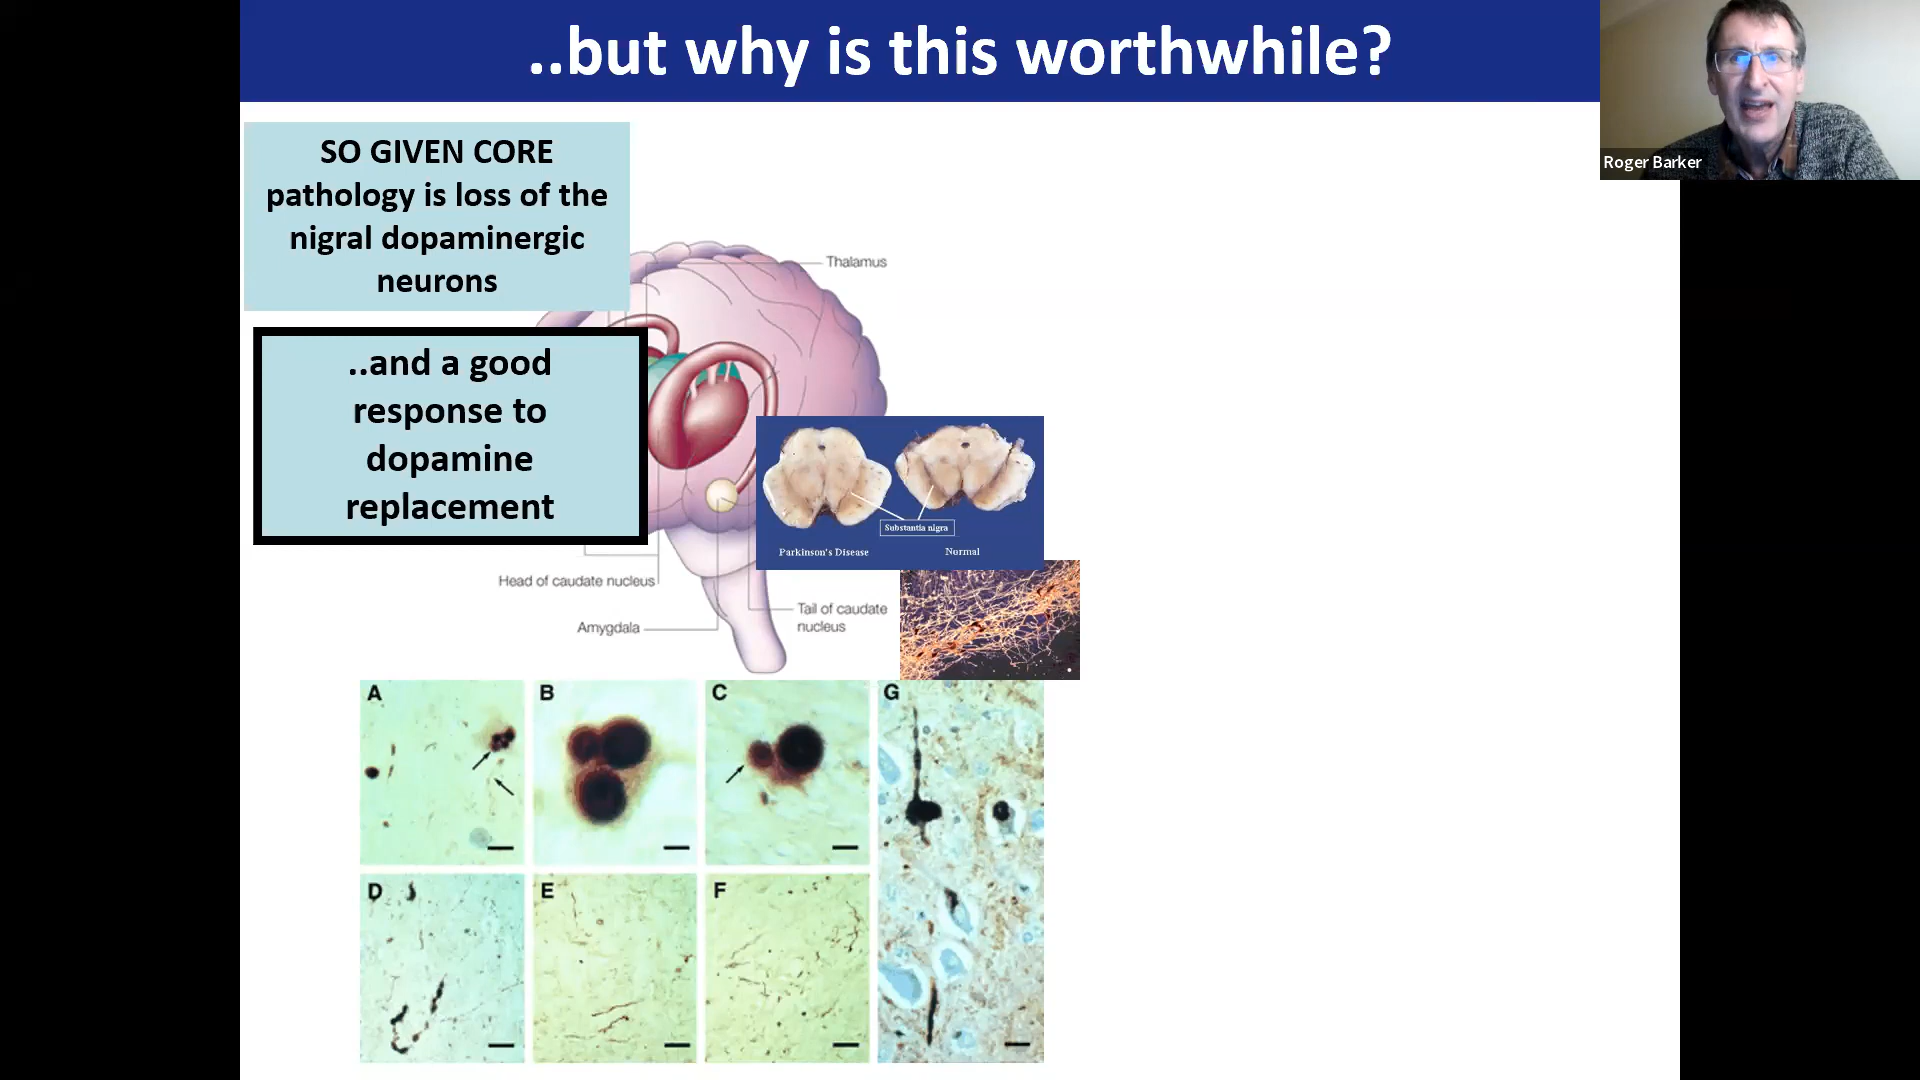 ..but why is this worthwhile?
Roger Barker
SO GIVEN CORE
pathology is loss of the
nigral dopaminergic
neurons
..and a good
response to
dopamine
replacement
Thalamus
Substantia nigra
Parkinson's Disease
Normal
Head of caudate nucleus
Tail of caudate
nucleus
Amygdala
A
B
C
G
D
E
F